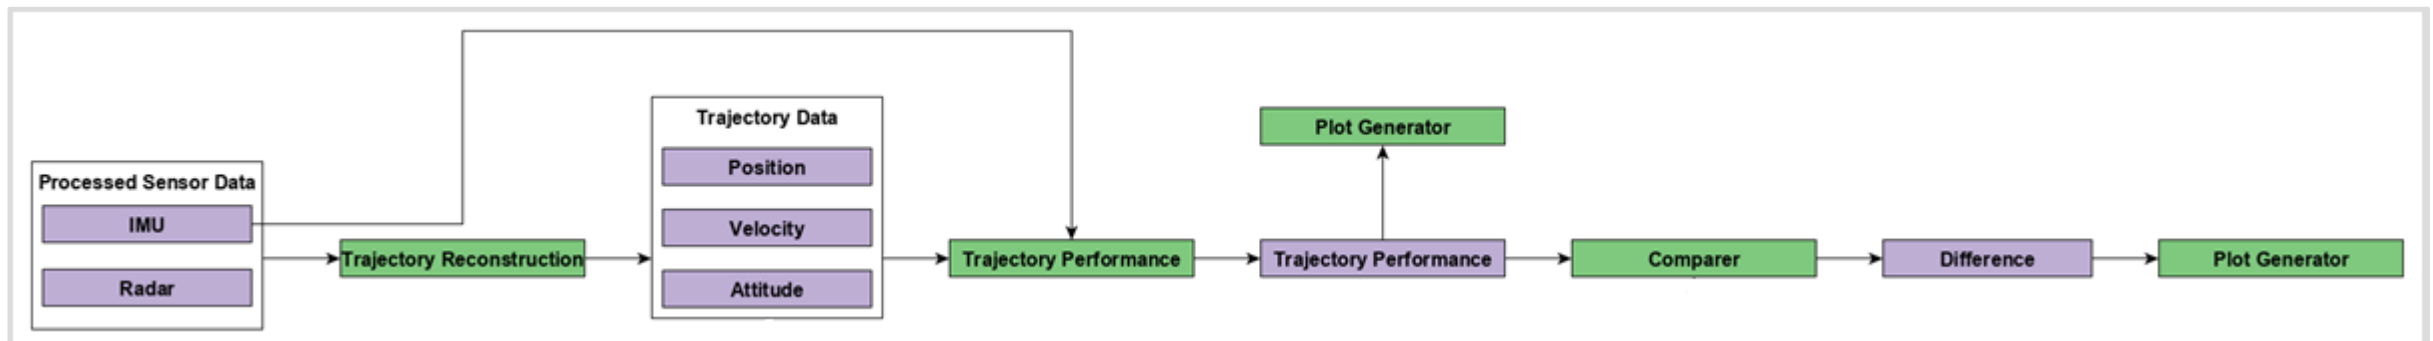 Processed Sensor Data
IMU
Radar
Trajectory Reconstruction
Trajectory Data
Position
Velocity
Attitude
Trajectory Performance
Plot Generator
Trajectory Performance
Comparer
Difference
Plot Generator